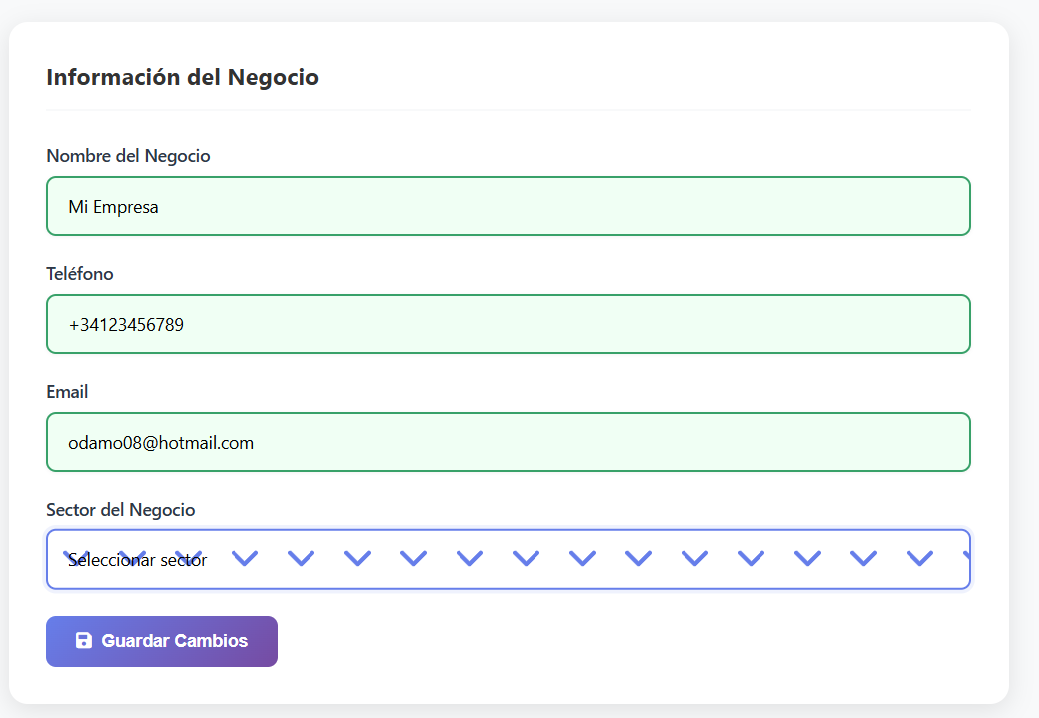 Información del Negocio
Nombre del Negocio
Mi Empresa
Teléfono
+34123456789
Email
odamo08@hotmail.com
Sector del Negocio
Seleccionar sector
Guardar Cambios